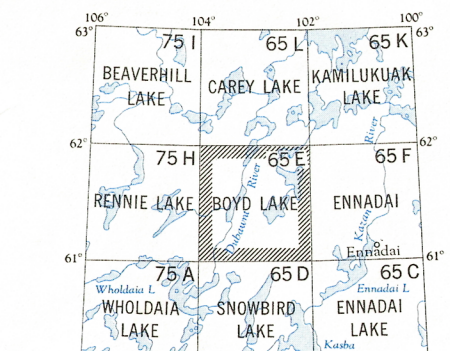 106° 104° 102° 100°
63° 63°
75 I 65 L 65 K
BEAVERHILL LAKE
CAREY LAKE
KAMILUKUAK LAKE
River
62° 62°
75 H 65 E 65 F
RENNIE LAKE
BOYD LAKE
ENNADAI
Dubawnt River
Kazan
Ennadai
61° 61°
75 A 65 D 65 C
Wholdaia L
Ennadai L
WHOLDAIA LAKE
SNOWBIRD LAKE
ENNADAI LAKE
Kasba